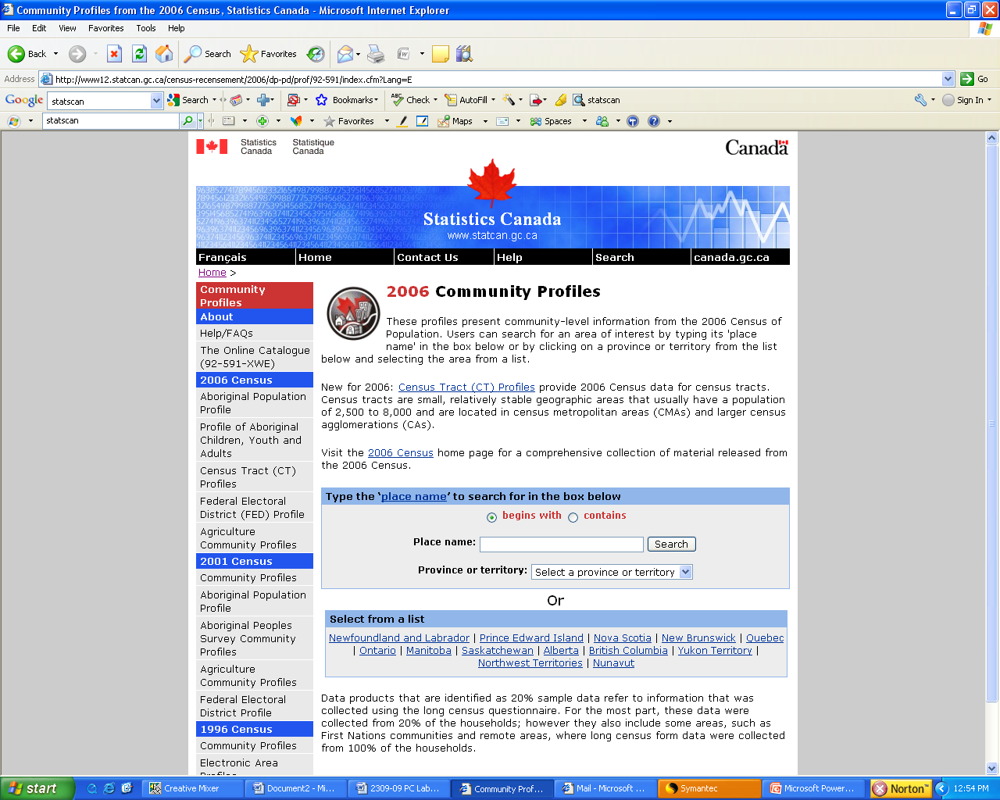 Community Profiles from the 2006 Census, Statistics Canada - Microsoft Internet Explorer
File Edit View Favorites Tools Help
Back Search Favorites
Address http://www12.statcan.gc.ca/census-recensement/2006/dp-pd/prof/92-591/index.cfm?Lang=E Go
Google statscan Search Bookmarks ABC Check AutoFill statscan Sign In
statscan Favorites Maps Spaces
Statistics Canada Statistique Canada Canada
Statistics Canada
www.statcan.gc.ca
Français Home Contact Us Help Search canada.gc.ca
Home >
Community
Profiles
About
Help/FAQs
The Online Catalogue
(92-591-XWE)
2006 Census
Aboriginal Population
Profile
Profile of Aboriginal
Children, Youth and
Adults
Census Tract (CT)
Profiles
Federal Electoral
District (FED) Profile
Agriculture
Community Profiles
2001 Census
Community Profiles
Aboriginal Population
Profile
Aboriginal Peoples
Survey Community
Profiles
Agriculture
Community Profiles
Federal Electoral
District Profile
1996 Census
Community Profiles
Electronic Area
Profiles
2006 Community Profiles
These profiles present community-level information from the 2006 Census of
Population. Users can search for an area of interest by typing its 'place
name' in the box below or by clicking on a province or territory from the list
below and selecting the area from a list.
New for 2006: Census Tract (CT) Profiles provide 2006 Census data for census tracts.
Census tracts are small, relatively stable geographic areas that usually have a population
of 2,500 to 8,000 and are located in census metropolitan areas (CMAs) and larger census
agglomerations (CAs).
Visit the 2006 Census home page for a comprehensive collection of material released from
the 2006 Census.
Type the 'place name' to search for in the box below
begins with contains
Place name: Search
Province or territory: Select a province or territory
Or
Select from a list
Newfoundland and Labrador | Prince Edward Island | Nova Scotia | New Brunswick | Quebec
| Ontario | Manitoba | Saskatchewan | Alberta | British Columbia | Yukon Territory |
Northwest Territories | Nunavut
Data products that are identified as 20% sample data refer to information that was
collected using the long census questionnaire. For the most part, these data were
collected from 20% of the households; however they also include some areas, such as
First Nations communities and remote areas, where long census form data were collected
from 100% of the households.
start Creative Mixer Document2 - Mi... 2309-09 PC Lab... Community Prof... Mail - Microsoft ... Symantec Microsoft Power... Norton™ 12:54 PM